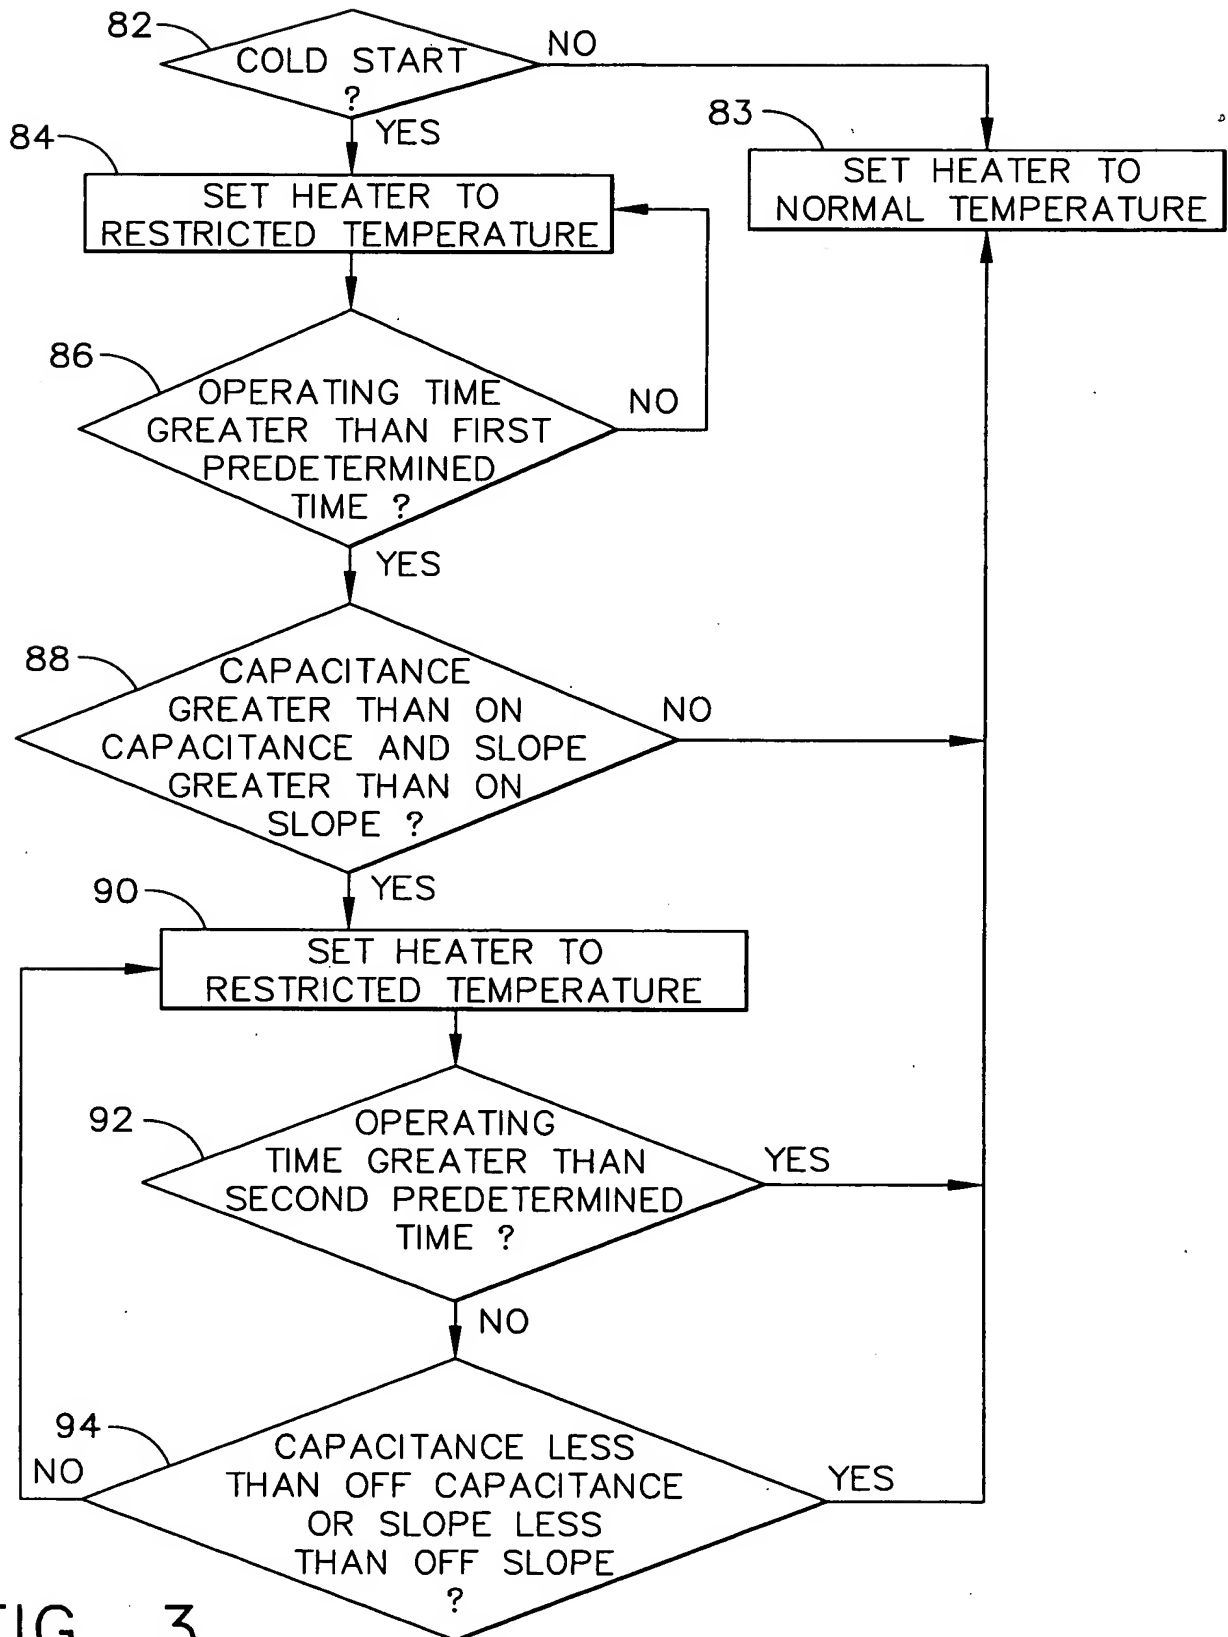 82
COLD START
?
NO
YES
83
SET HEATER TO
NORMAL TEMPERATURE
84
SET HEATER TO
RESTRICTED TEMPERATURE
86
OPERATING TIME
GREATER THAN FIRST
PREDETERMINED
TIME ?
NO
YES
88
CAPACITANCE
GREATER THAN ON
CAPACITANCE AND SLOPE
GREATER THAN ON
SLOPE ?
NO
YES
90
SET HEATER TO
RESTRICTED TEMPERATURE
92
OPERATING
TIME GREATER THAN
SECOND PREDETERMINED
TIME ?
YES
NO
94
CAPACITANCE LESS
THAN OFF CAPACITANCE
OR SLOPE LESS
THAN OFF SLOPE
?
NO
YES
FIG. 3